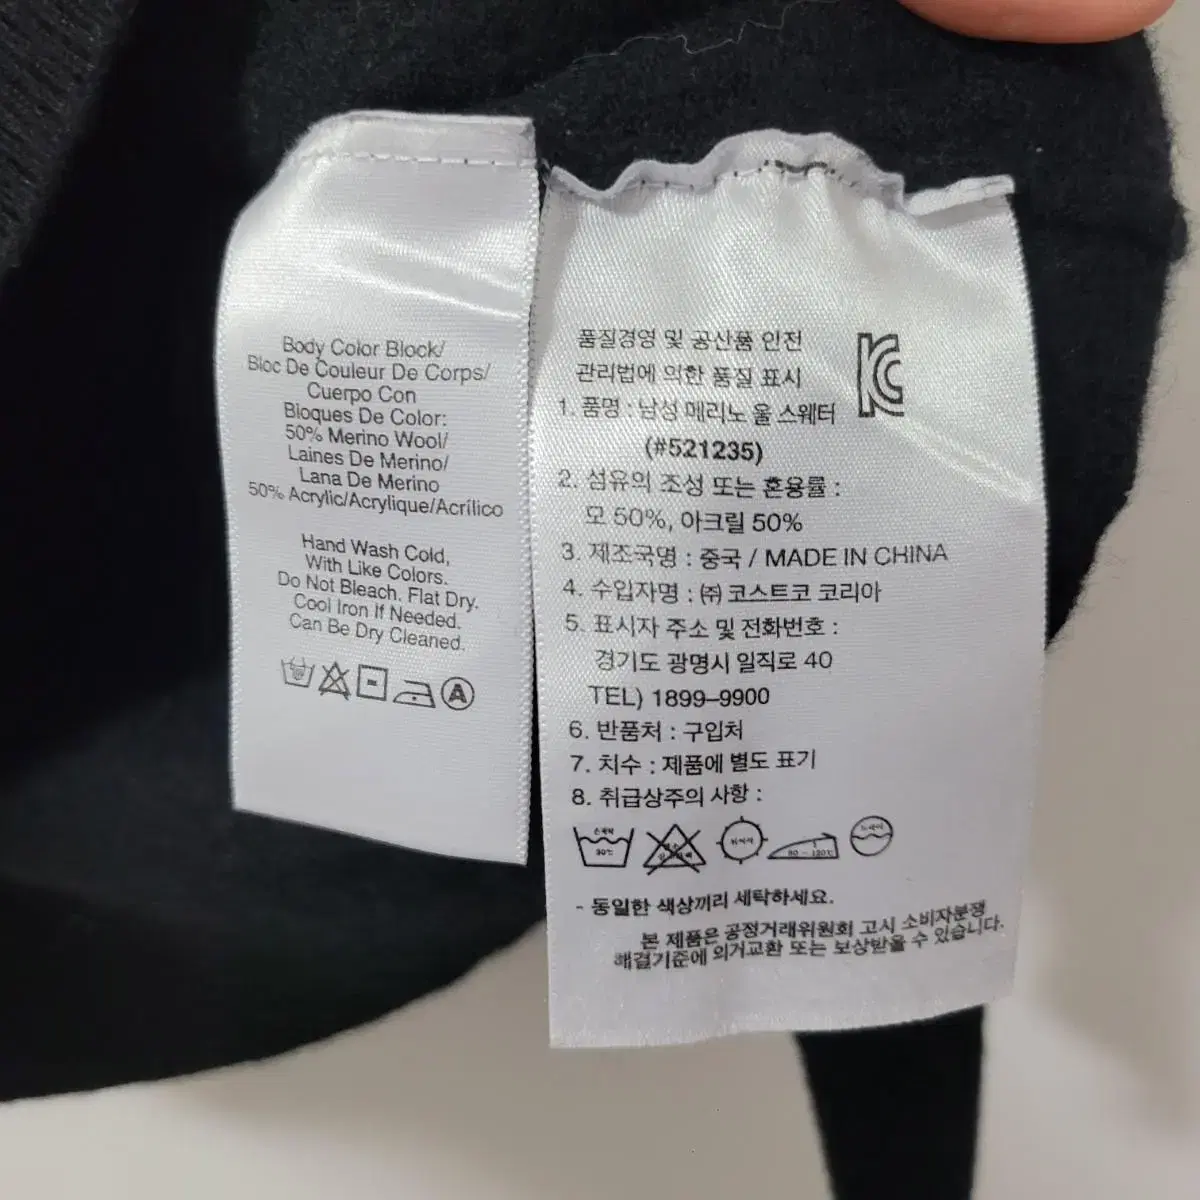 Body Color Block/
Bloc De Couleur De Corps/
Cuerpo Con
Bloques De Color:
50% Merino Wool/
Laines De Merino/
Lana De Merino
50% Acrylic/Acrylique/Acrílico
Hand Wash Cold,
With Like Colors.
Do Not Bleach. Flat Dry.
Cool Iron If Needed.
Can Be Dry Cleaned.
A
품질경영 및 공산품 안전
관리법에 의한 품질 표시
1. 품명 : 남성 메리노 울 스웨터
(#521235)
2. 섬유의 조성 또는 혼용률 :
모 50%, 아크릴 50%
3. 제조국명 : 중국 / MADE IN CHINA
4. 수입자명 : ㈜ 코스트코 코리아
5. 표시자 주소 및 전화번호 :
경기도 광명시 일직로 40
TEL) 1899–9900
6. 반품처 : 구입처
7. 치수 : 제품에 별도 표기
8. 취급상주의 사항 :
손세탁
30℃
80 ~ 120℃
드라이
- 동일한 색상끼리 세탁하세요.
본 제품은 공정거래위원회 고시 소비자분쟁
해결기준에 의거교환 또는 보상받을 수 있습니다.